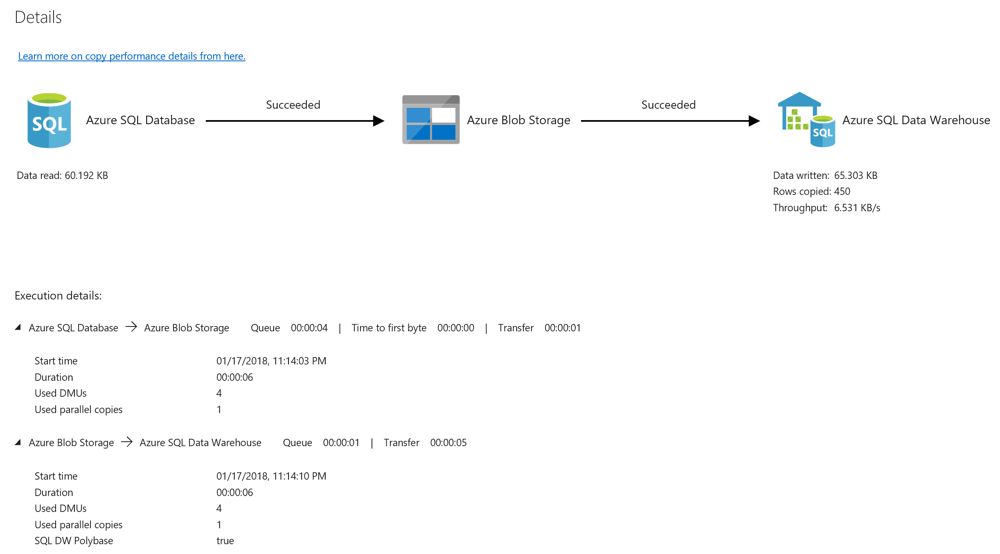 Details
Learn more on copy performance details from here.
Succeeded
Succeeded
SQL
Azure SQL Database
Azure Blob Storage
SQL
Azure SQL Data Warehouse
Data read: 60.192 KB
Data written: 65.303 KB
Rows copied: 450
Throughput: 6.531 KB/s
Execution details:
Azure SQL Database → Azure Blob Storage Queue 00:00:04 | Time to first byte 00:00:00 | Transfer 00:00:01
Start time 01/17/2018, 11:14:03 PM
Duration 00:00:06
Used DMUs 4
Used parallel copies 1
Azure Blob Storage → Azure SQL Data Warehouse Queue 00:00:01 | Transfer 00:00:05
Start time 01/17/2018, 11:14:10 PM
Duration 00:00:06
Used DMUs 4
Used parallel copies 1
SQL DW Polybase true